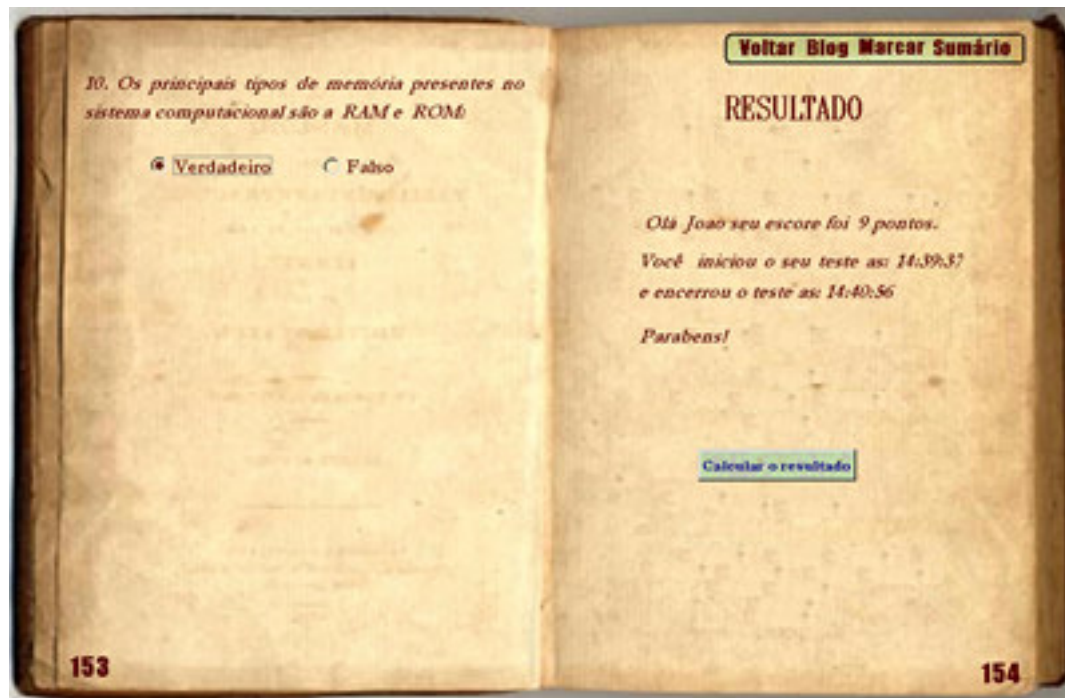 10. Os principais tipos de memória presentes no
sistema computacional são a RAM e ROM:
Verdadeiro Falso
153
Voltar Blog Marcar Sumário
RESULTADO
Olá Joao seu escore foi 9 pontos.
Você iniciou o seu teste as: 14:39:37
e encerrou o teste as: 14:40:56
Parabens!
Calcular o resultado
154